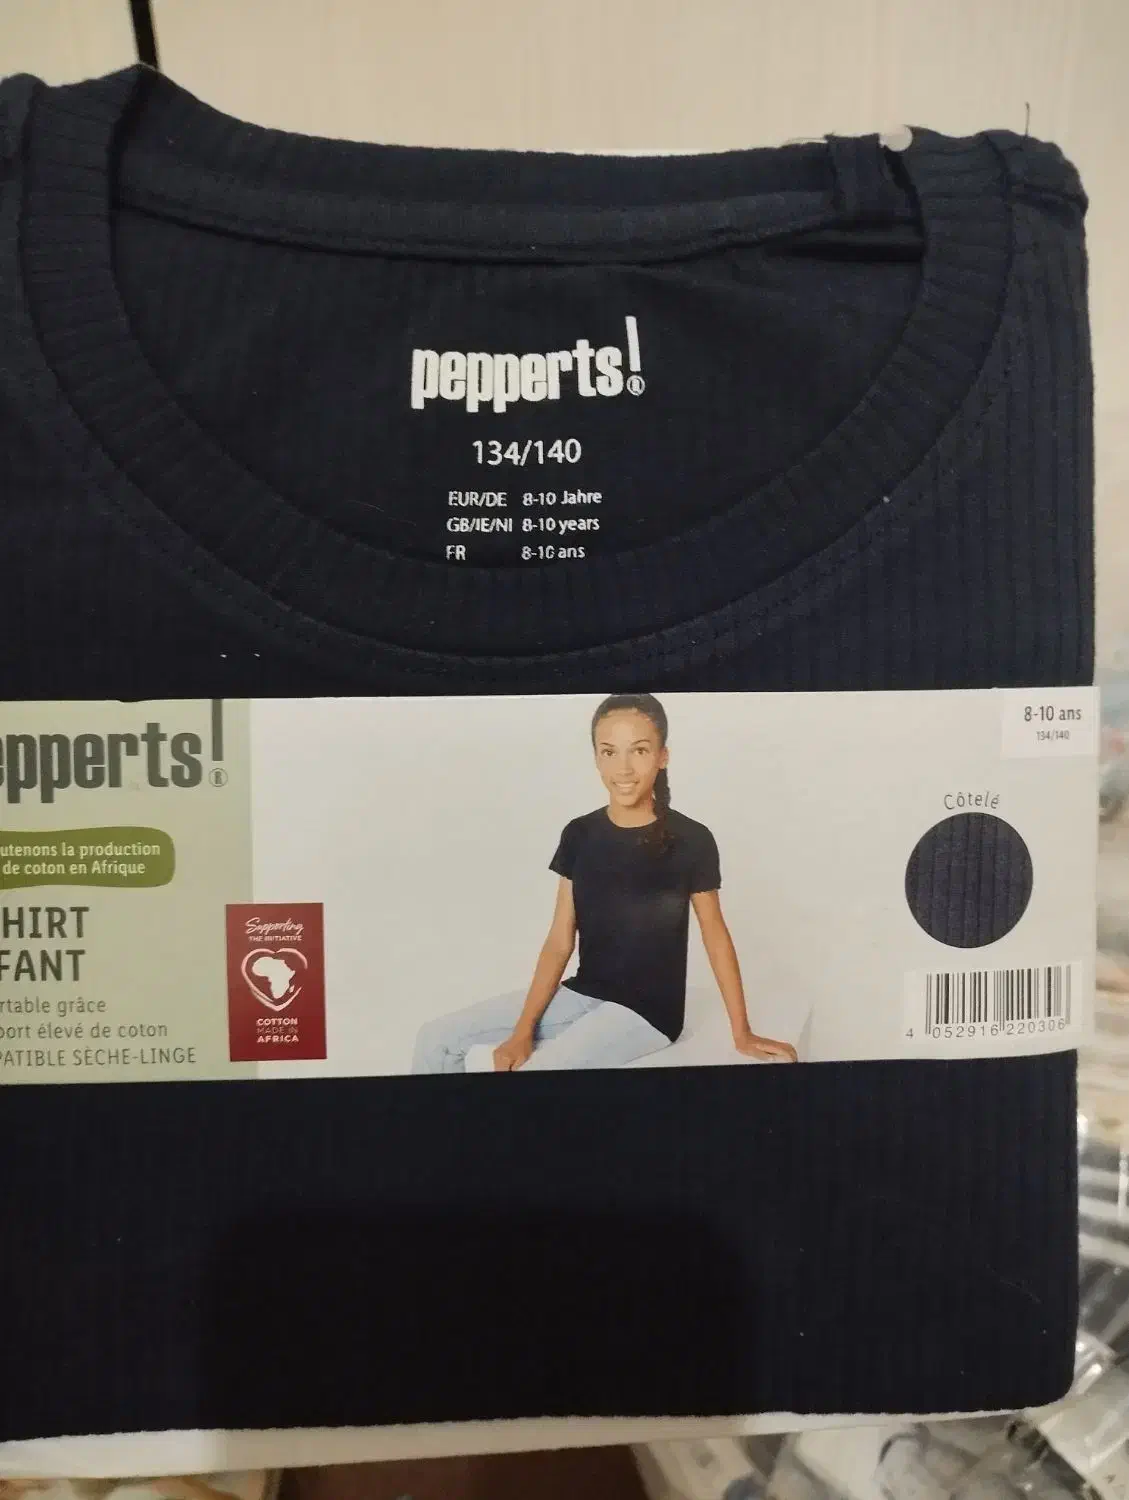 pepperts!®
134/140
EUR/DE 8-10 Jahre
GB/IE/NI 8-10 years
FR 8-10 ans
epperts!®
utenons la production
de coton en Afrique
HIRT
FANT
rtable grâce
port élevé de coton
PATIBLE SÈCHE-LINGE
Supporting
THE INITIATIVE
COTTON
MADE IN
AFRICA
8-10 ans
134/140
Côtelé
4 052916 220306